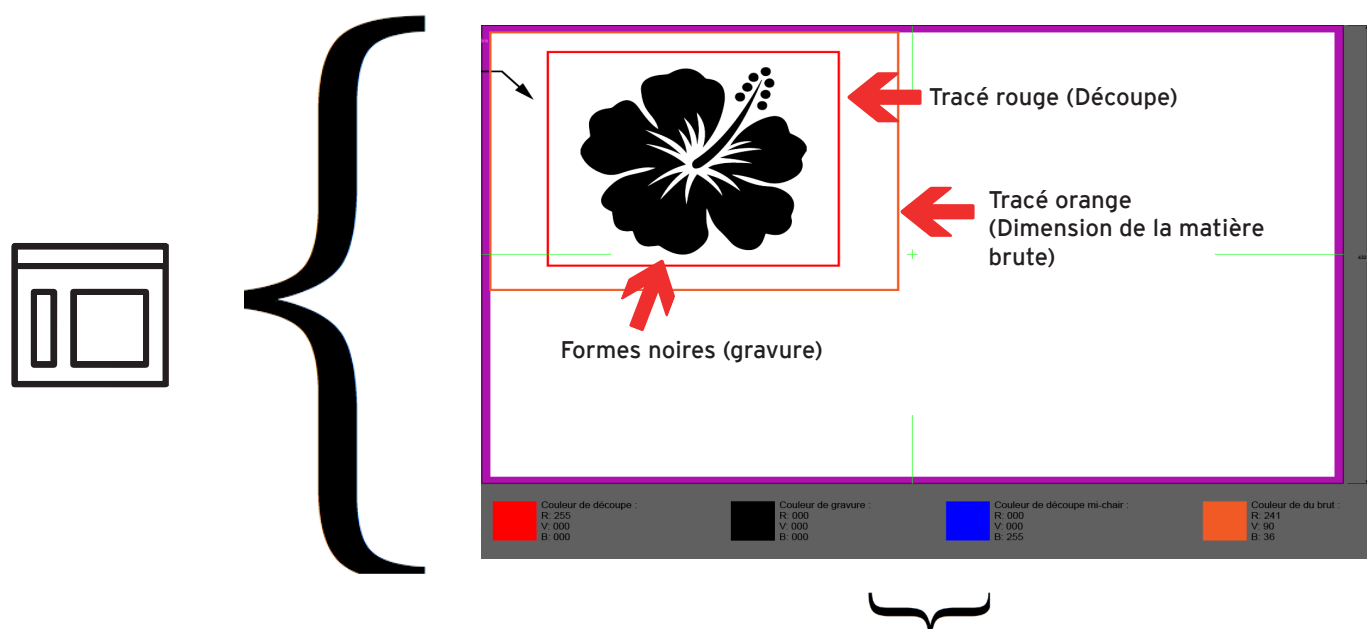 Tracé rouge (Découpe)
Tracé orange
(Dimension de la matière
brute)
Formes noires (gravure)
Couleur de découpe :
R: 255
V: 000
B: 000
Couleur de gravure :
R: 000
V: 000
B: 000
Couleur de découpe mi-chair :
R: 000
V: 000
B: 255
Couleur de du brut :
R: 241
V: 90
B: 36